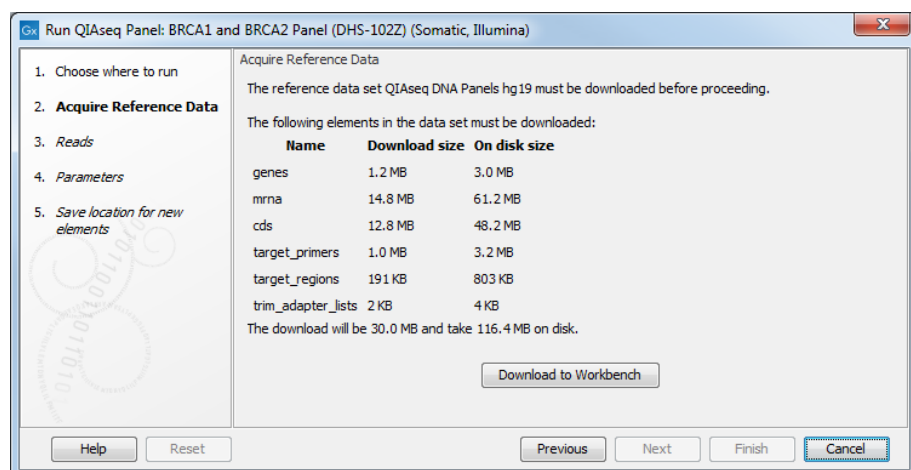 Gx Run QIAseq Panel: BRCA1 and BRCA2 Panel (DHS-102Z) (Somatic, Illumina)
1. Choose where to run
2. Acquire Reference Data
3. Reads
4. Parameters
5. Save location for new
elements
Acquire Reference Data
The reference data set QIAseq DNA Panels hg19 must be downloaded before proceeding.
The following elements in the data set must be downloaded:
Name Download size On disk size
genes 1.2 MB 3.0 MB
mrna 14.8 MB 61.2 MB
cds 12.8 MB 48.2 MB
target_primers 1.0 MB 3.2 MB
target_regions 191 KB 803 KB
trim_adapter_lists 2 KB 4 KB
The download will be 30.0 MB and take 116.4 MB on disk.
Download to Workbench
Help Reset Previous Next Finish Cancel